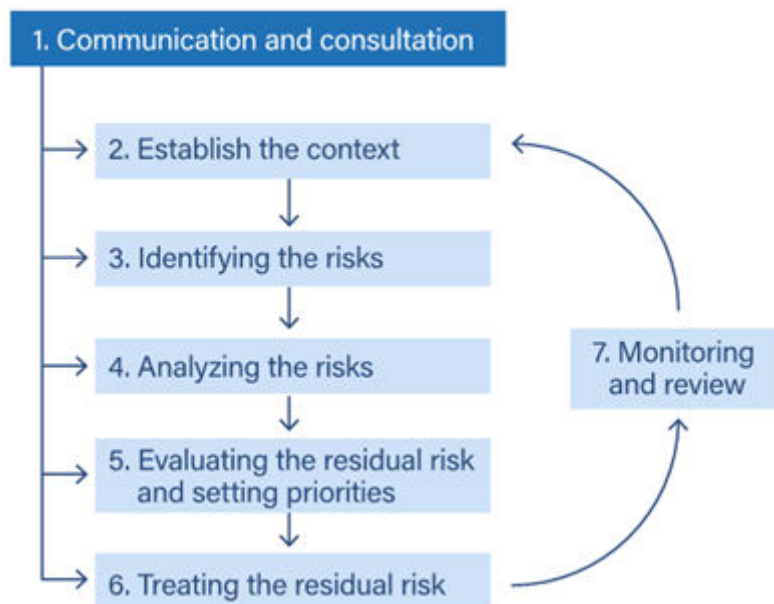 1. Communication and consultation
2. Establish the context
3. Identifying the risks
4. Analyzing the risks
5. Evaluating the residual risk
and setting priorities
6. Treating the residual risk
7. Monitoring
and review